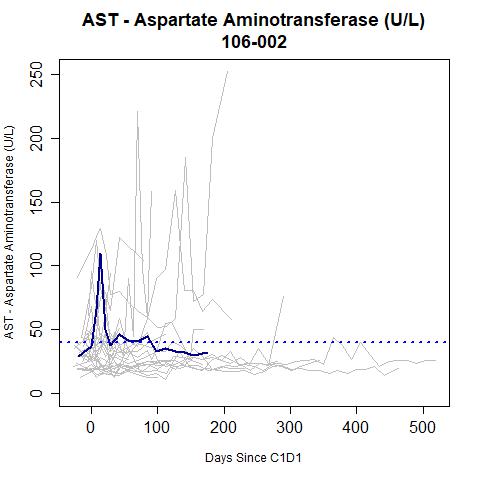 AST - Aspartate Aminotransferase (U/L)
106-002
AST - Aspartate Aminotransferase (U/L)
250
200
150
100
50
0
0 100 200 300 400 500
Days Since C1D1